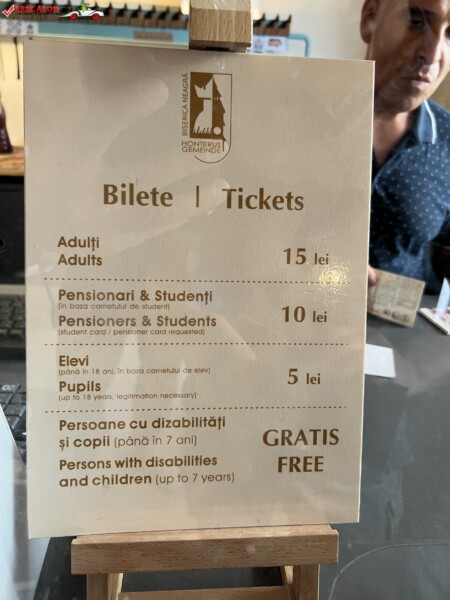 BISERICA NEAGRĂ
HONTERUS
GEMEINDE
Bilete | Tickets
Adulți
Adults
15 lei
Pensionari & Studenți
(în baza carnetului de student)
Pensioners & Students
(student card / pensioner card requested)
10 lei
Elevi
(până în 18 ani, în baza carnetului de elev)
Pupils
(up to 18 years, legitimation necessary)
5 lei
Persoane cu dizabilități
și copii (până în 7 ani)
Persons with disabilities
and children (up to 7 years)
GRATIS
FREE